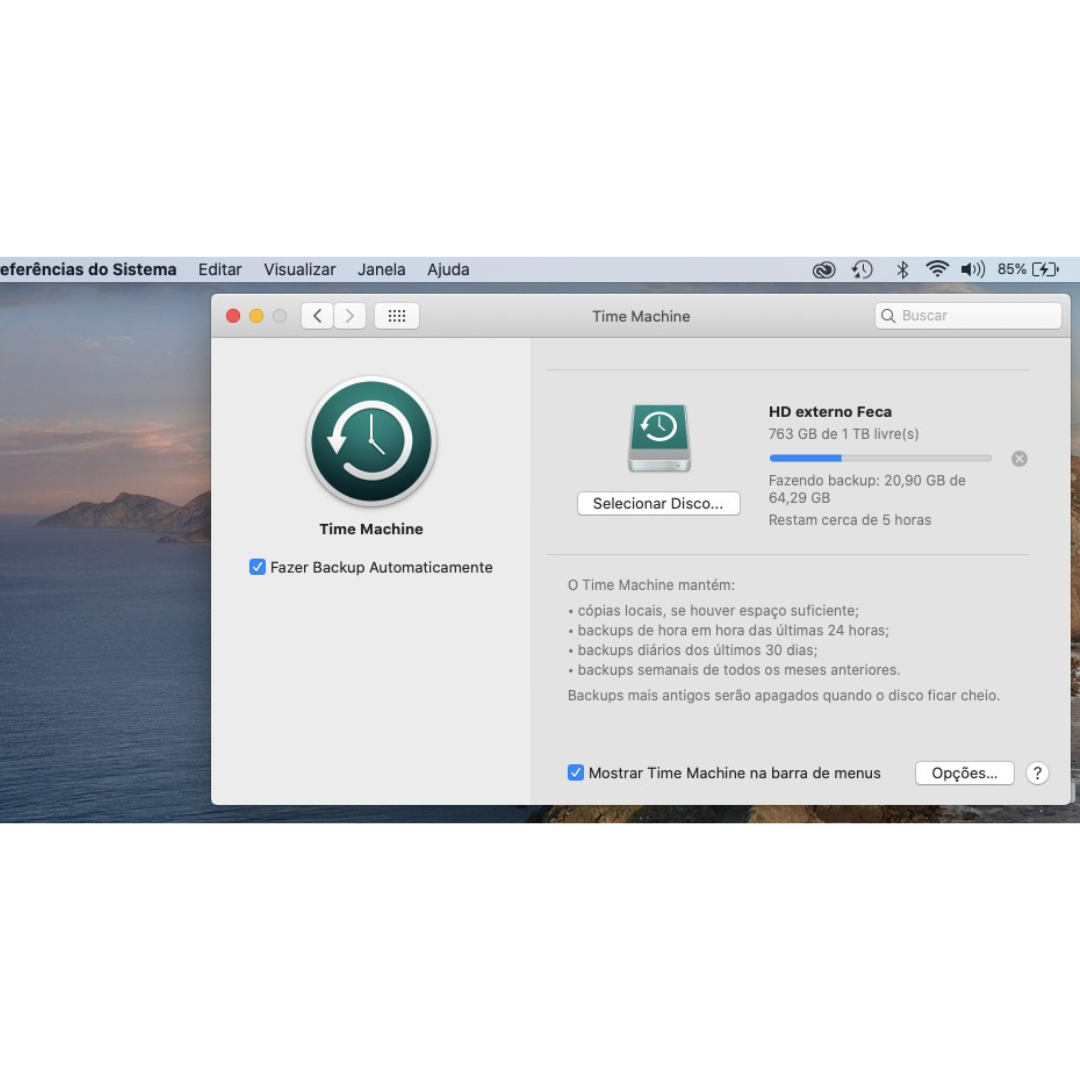 eferências do Sistema Editar Visualizar Janela Ajuda 85%
Time Machine
Buscar
HD externo Feca
763 GB de 1 TB livre(s)
Fazendo backup: 20,90 GB de
64,29 GB
Restam cerca de 5 horas
Selecionar Disco...
Time Machine
Fazer Backup Automaticamente
O Time Machine mantém:
• cópias locais, se houver espaço suficiente;
• backups de hora em hora das últimas 24 horas;
• backups diários dos últimos 30 dias;
• backups semanais de todos os meses anteriores.
Backups mais antigos serão apagados quando o disco ficar cheio.
Mostrar Time Machine na barra de menus
Opções...
?